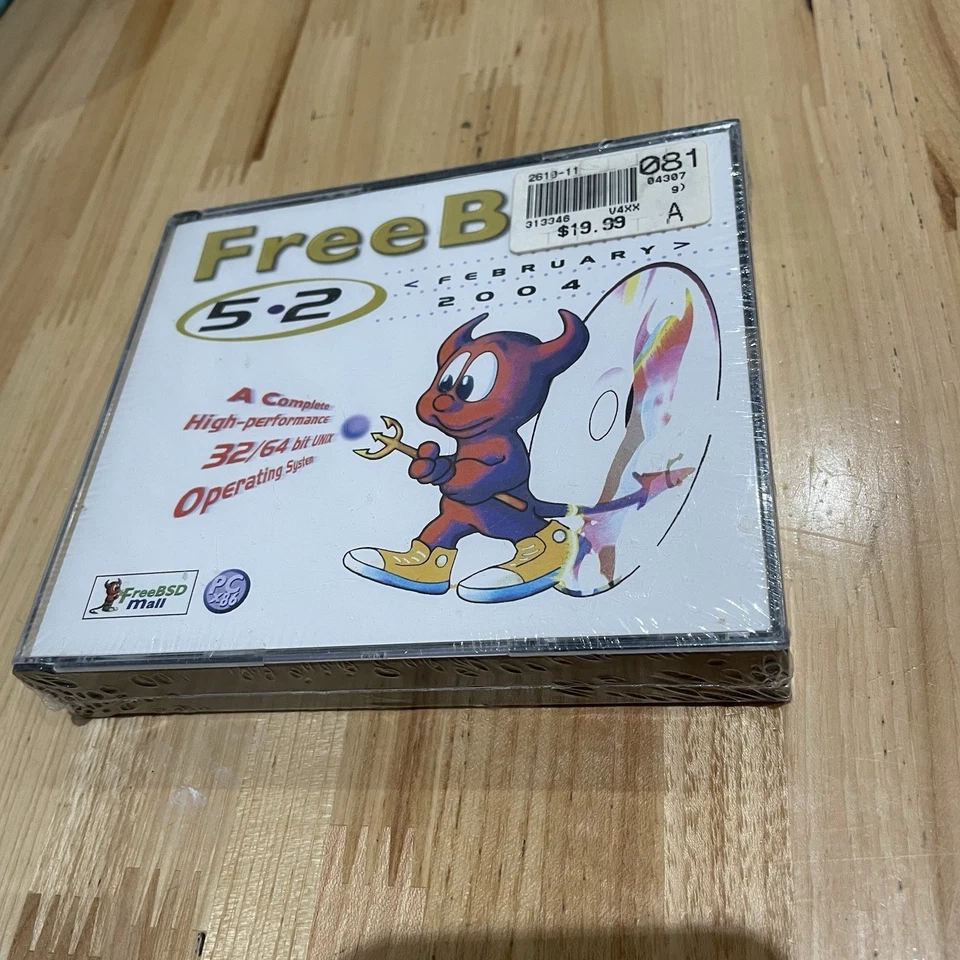 FreeB
2619-11
081
04307
9)
313346
V4XX
A
$19.99
5.2
< FEBRUARY >
2004
A Complete
High-performance
32/64 bit UNIX
Operating System
FreeBSD
Mall
PC
x86